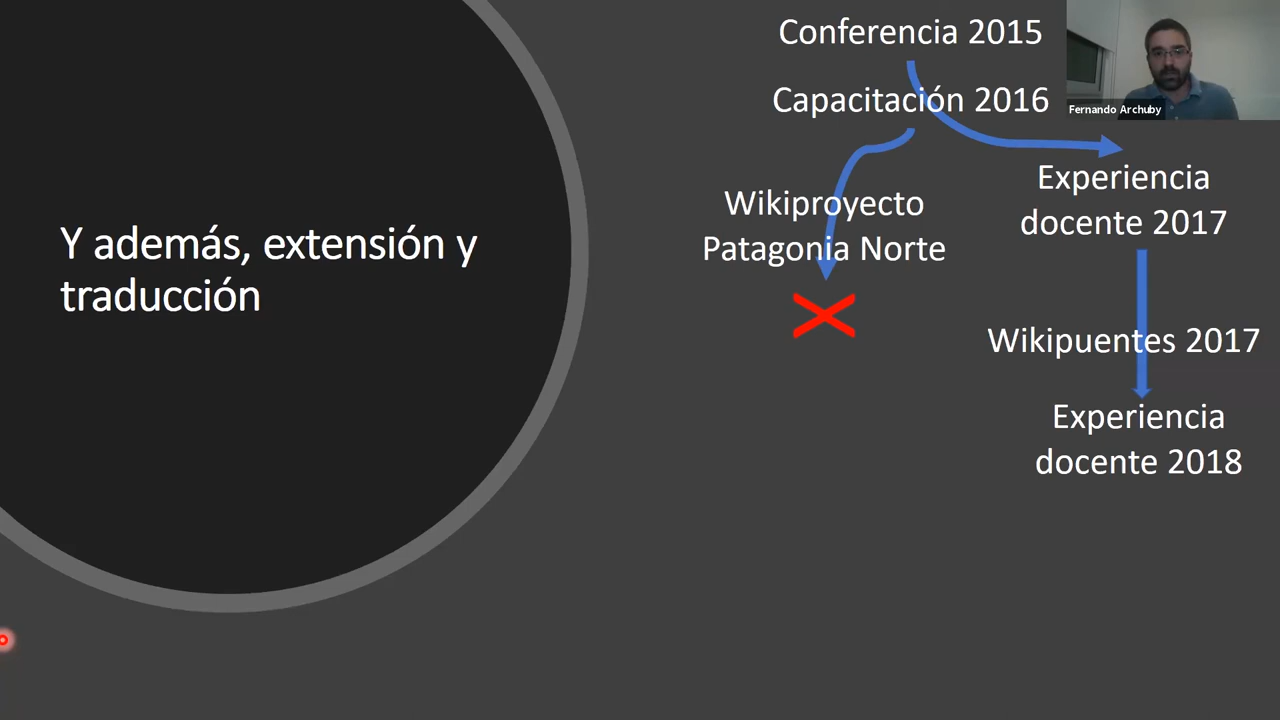 Y además, extensión y
traducción
Conferencia 2015
Capacitación 2016
Fernando Archuby
Experiencia
docente 2017
Wikiproyecto
Patagonia Norte
Wikipuentes 2017
Experiencia
docente 2018